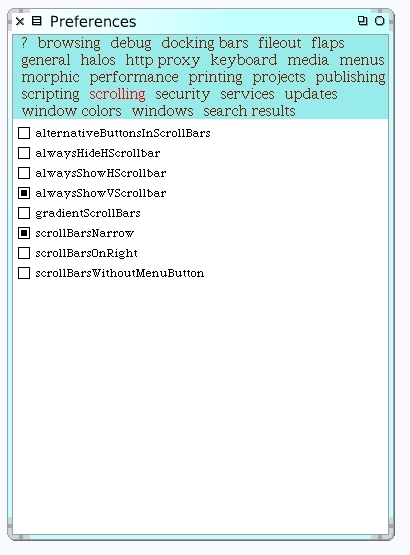 Preferences
? browsing debug docking bars fileout flaps
general halos http proxy keyboard media menus
morphic performance printing projects publishing
scripting scrolling security services updates
window colors windows search results
alternativeButtonsInScrollBars
alwaysHideHScrollbar
alwaysShowHScrollbar
alwaysShowVScrollbar
gradientScrollBars
scrollBarsNarrow
scrollBarsOnRight
scrollBarsWithoutMenuButton